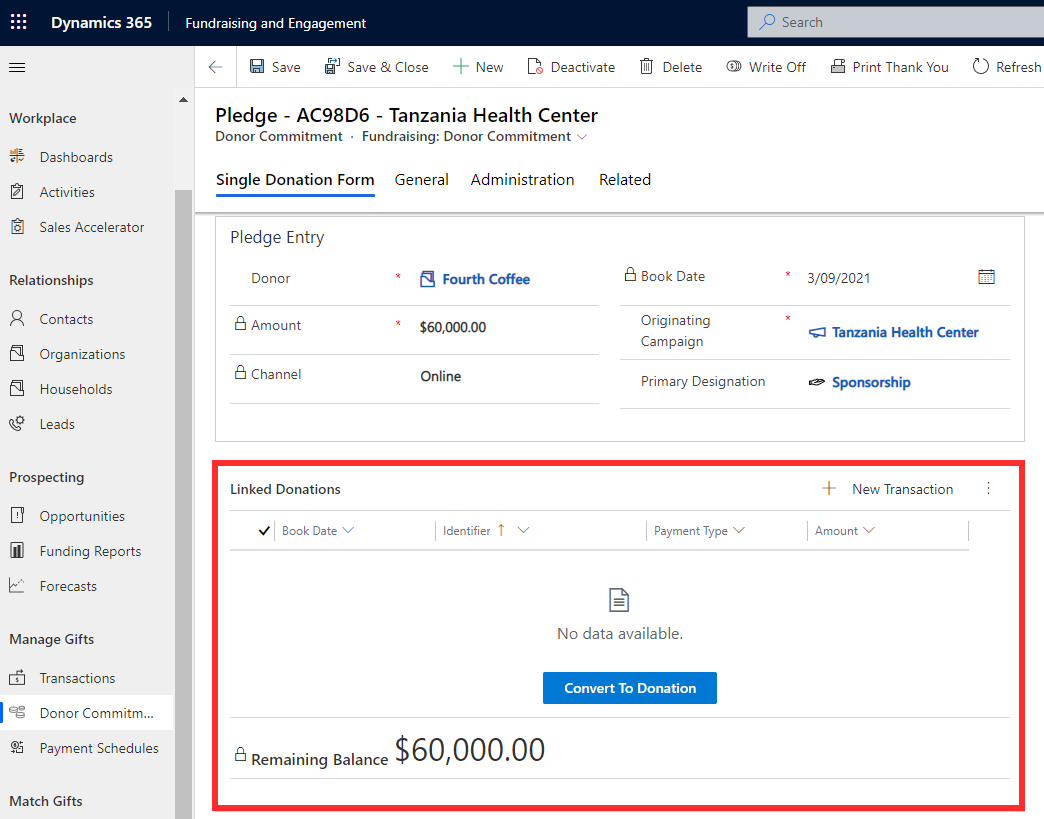 Dynamics 365 Fundraising and Engagement Search
Save Save & Close New Deactivate Delete Write Off Print Thank You Refresh
Workplace
Dashboards
Activities
Sales Accelerator
Relationships
Contacts
Organizations
Households
Leads
Prospecting
Opportunities
Funding Reports
Forecasts
Manage Gifts
Transactions
Donor Commitm...
Payment Schedules
Match Gifts
Pledge - AC98D6 - Tanzania Health Center
Donor Commitment · Fundraising: Donor Commitment
Single Donation Form General Administration Related
Pledge Entry
Donor * Fourth Coffee
Amount * $60,000.00
Channel Online
Book Date * 3/09/2021
Originating
Campaign * Tanzania Health Center
Primary Designation Sponsorship
Linked Donations + New Transaction
Book Date Identifier ↑ Payment Type Amount
No data available.
Convert To Donation
Remaining Balance $60,000.00